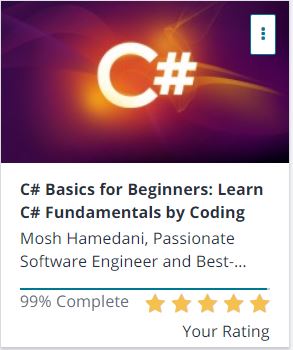 C#
C# Basics for Beginners: Learn
C# Fundamentals by Coding
Mosh Hamedani, Passionate
Software Engineer and Best-...
99% Complete
Your Rating